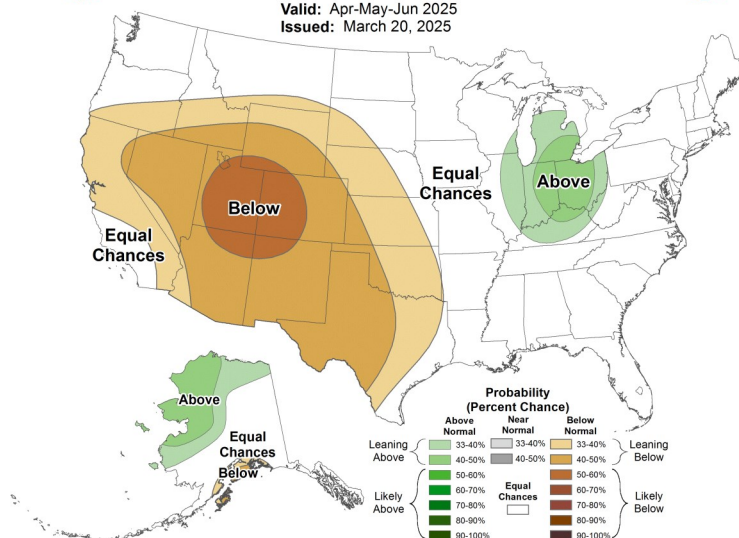 Valid: Apr-May-Jun 2025
Issued: March 20, 2025
Equal
Chances
Above
Below
Equal
Chances
Above
Equal
Chances
Below
Probability
(Percent Chance)
Above
Normal
Near
Normal
Below
Normal
Leaning
Above
33-40%
40-50%
33-40%
40-50%
33-40%
40-50%
Leaning
Below
Likely
Above
50-60%
60-70%
70-80%
80-90%
90-100%
Equal
Chances
50-60%
60-70%
70-80%
80-90%
90-100%
Likely
Below